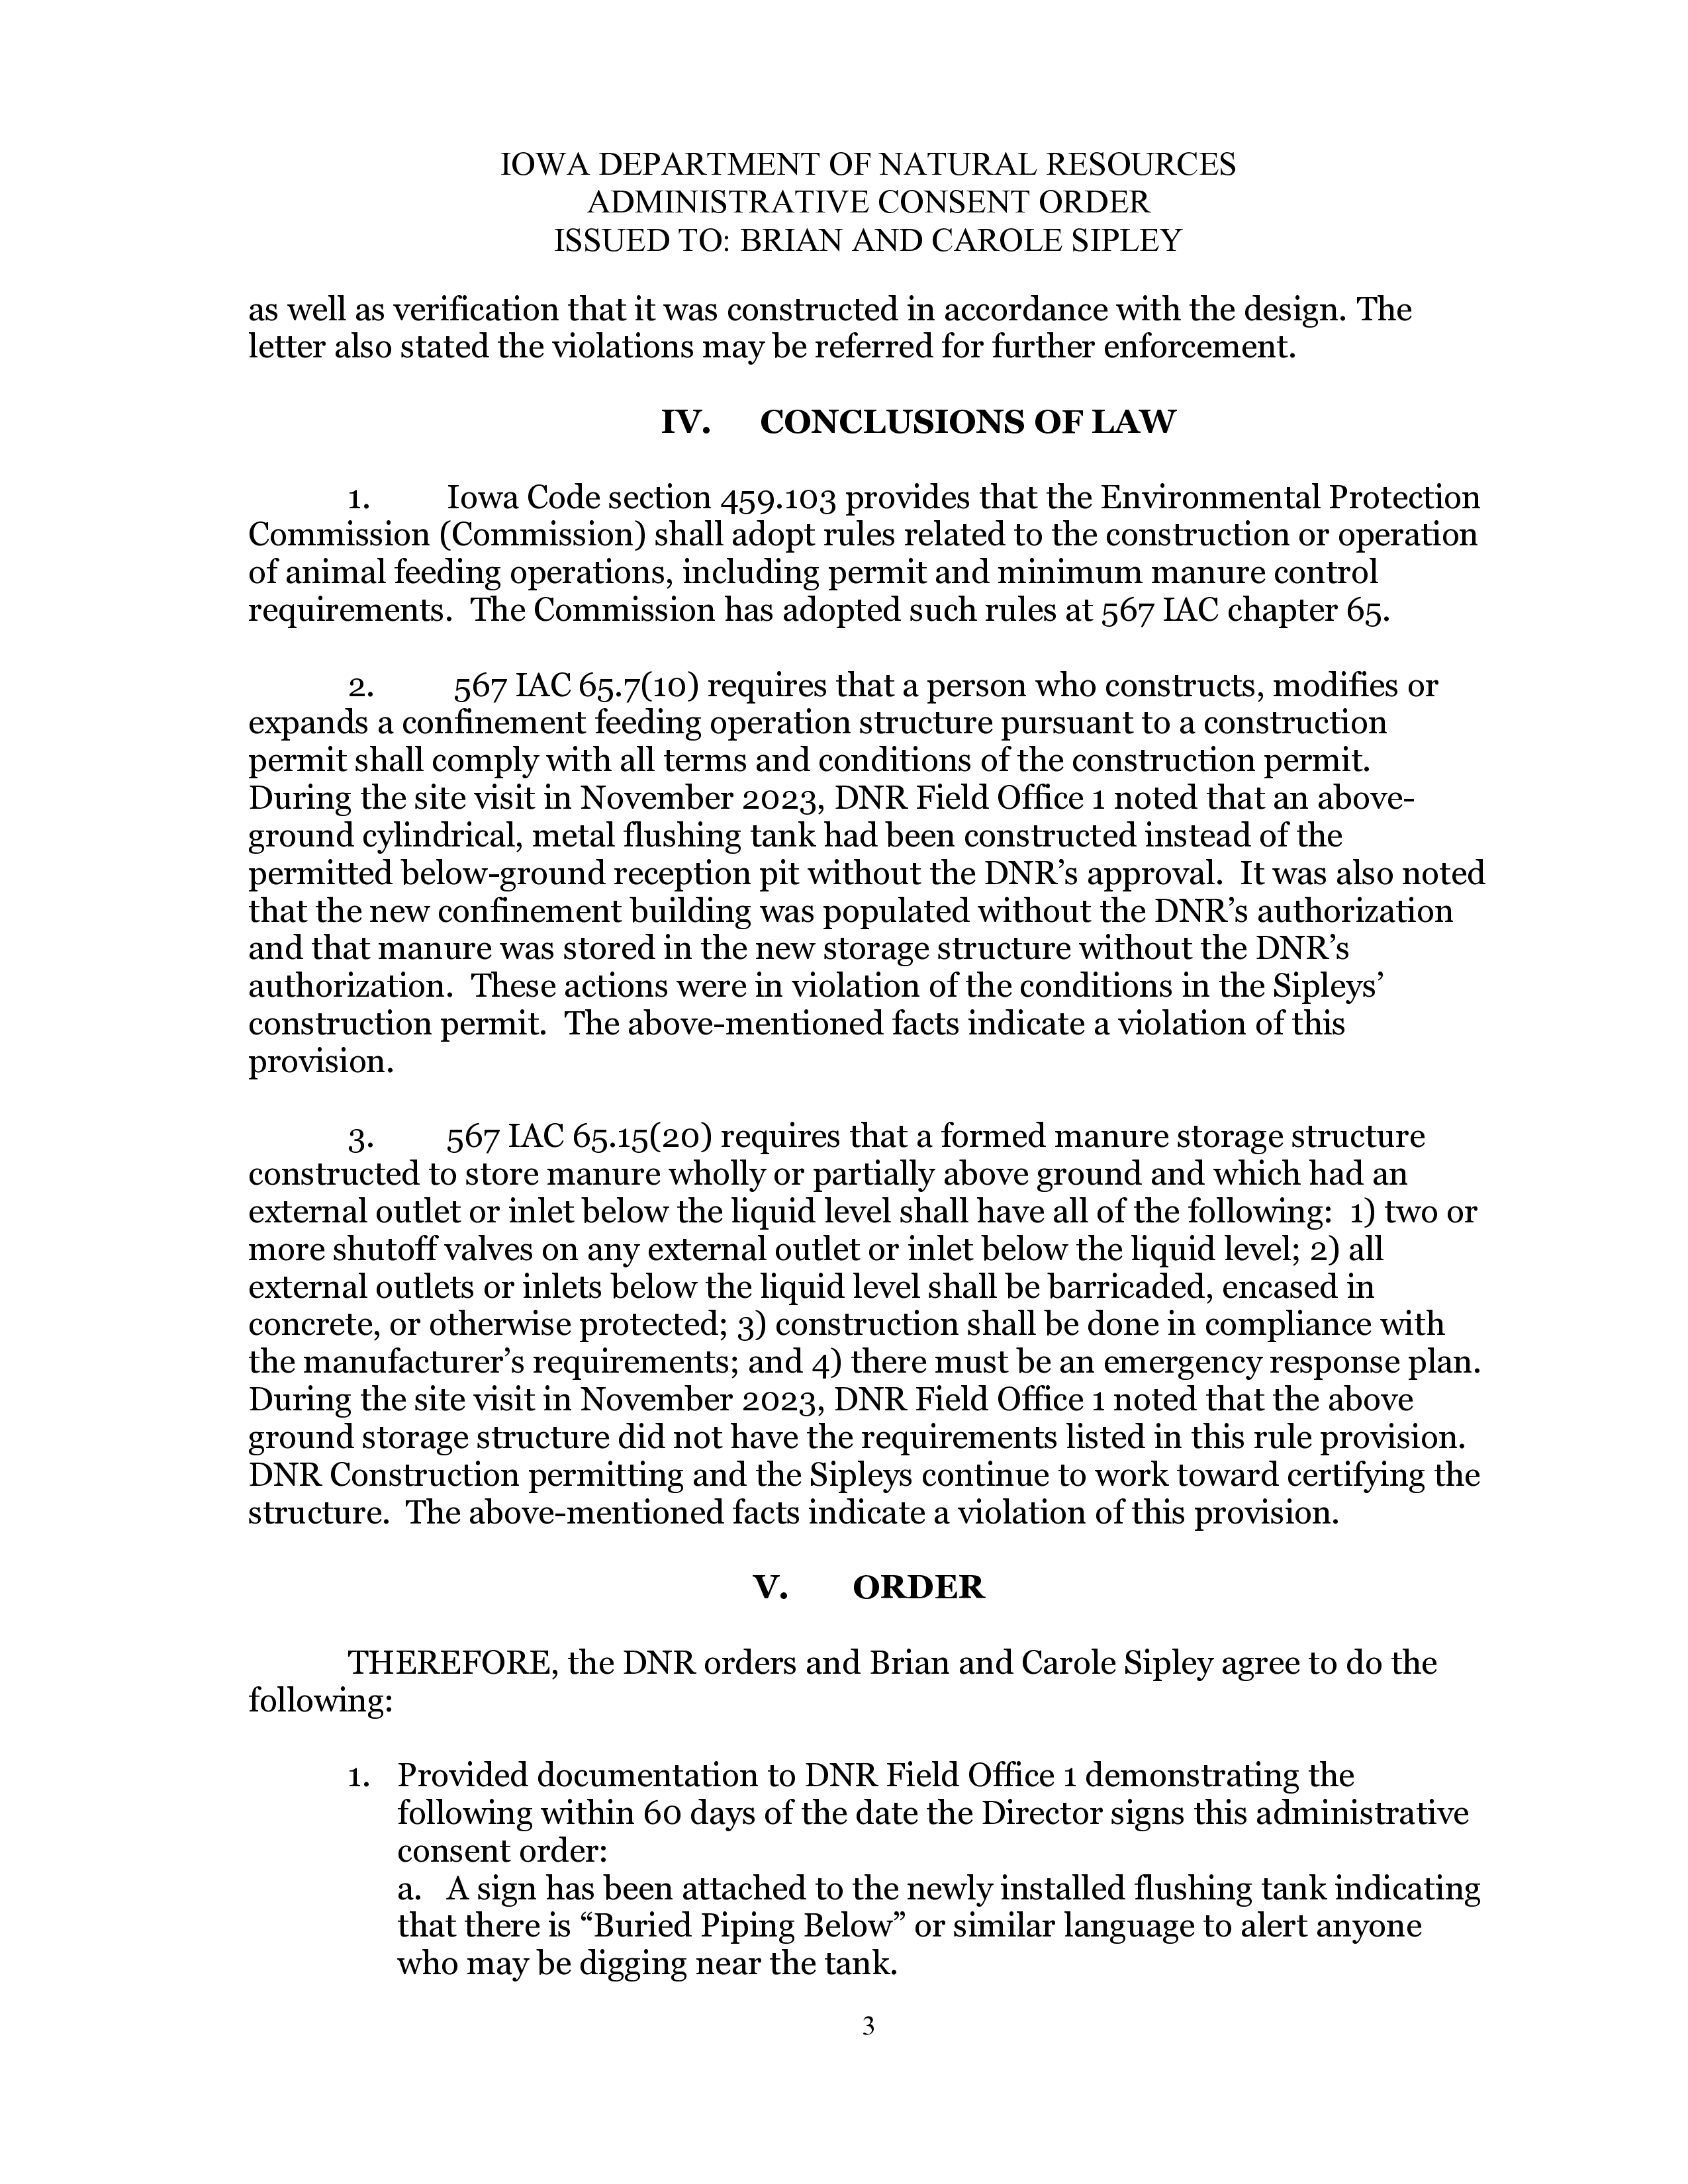 IOWA DEPARTMENT OF NATURAL RESOURCES
ADMINISTRATIVE CONSENT ORDER
ISSUED TO: BRIAN AND CAROLE SIPLEY
as well as verification that it was constructed in accordance with the design. The
letter also stated the violations may be referred for further enforcement.
IV. CONCLUSIONS OF LAW
1. Iowa Code section 459.103 provides that the Environmental Protection
Commission (Commission) shall adopt rules related to the construction or operation
of animal feeding operations, including permit and minimum manure control
requirements. The Commission has adopted such rules at 567 IAC chapter 65.
2. 567 IAC 65.7(10) requires that a person who constructs, modifies or
expands a confinement feeding operation structure pursuant to a construction
permit shall comply with all terms and conditions of the construction permit.
During the site visit in November 2023, DNR Field Office 1 noted that an above-
ground cylindrical, metal flushing tank had been constructed instead of the
permitted below-ground reception pit without the DNR’s approval. It was also noted
that the new confinement building was populated without the DNR’s authorization
and that manure was stored in the new storage structure without the DNR’s
authorization. These actions were in violation of the conditions in the Sipleys’
construction permit. The above-mentioned facts indicate a violation of this
provision.
3. 567 IAC 65.15(20) requires that a formed manure storage structure
constructed to store manure wholly or partially above ground and which had an
external outlet or inlet below the liquid level shall have all of the following: 1) two or
more shutoff valves on any external outlet or inlet below the liquid level; 2) all
external outlets or inlets below the liquid level shall be barricaded, encased in
concrete, or otherwise protected; 3) construction shall be done in compliance with
the manufacturer’s requirements; and 4) there must be an emergency response plan.
During the site visit in November 2023, DNR Field Office 1 noted that the above
ground storage structure did not have the requirements listed in this rule provision.
DNR Construction permitting and the Sipleys continue to work toward certifying the
structure. The above-mentioned facts indicate a violation of this provision.
V. ORDER
THEREFORE, the DNR orders and Brian and Carole Sipley agree to do the
following:
1. Provided documentation to DNR Field Office 1 demonstrating the
following within 60 days of the date the Director signs this administrative
consent order:
a. A sign has been attached to the newly installed flushing tank indicating
that there is “Buried Piping Below” or similar language to alert anyone
who may be digging near the tank.
3